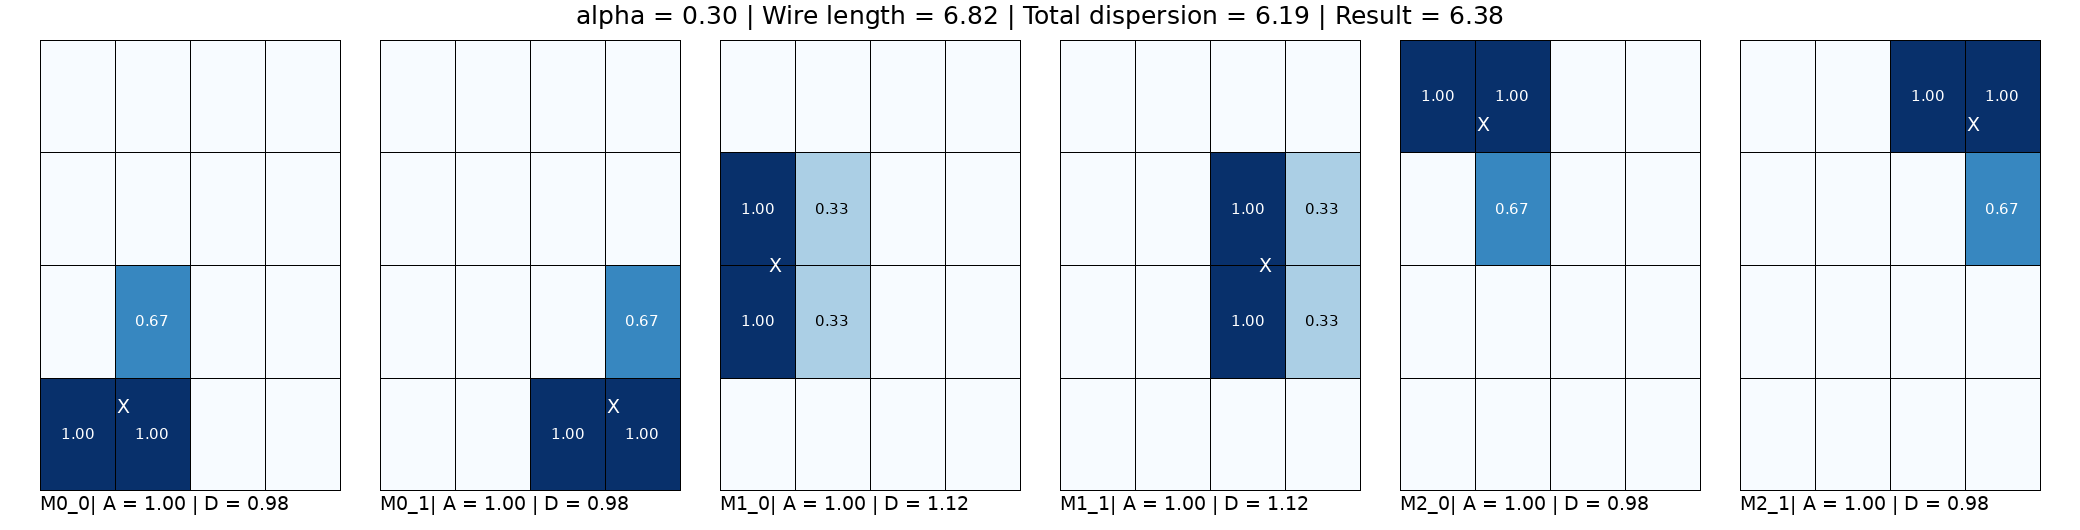 alpha = 0.30 | Wire length = 6.82 | Total dispersion = 6.19 | Result = 6.38
1.00 1.00 1.00 1.00
X X
1.00 0.33 1.00 0.33 0.67 0.67
X X
0.67 0.67 1.00 0.33 1.00 0.33
X X
1.00 1.00 1.00 1.00
M0_0| A = 1.00 | D = 0.98 M0_1| A = 1.00 | D = 0.98 M1_0| A = 1.00 | D = 1.12 M1_1| A = 1.00 | D = 1.12 M2_0| A = 1.00 | D = 0.98 M2_1| A = 1.00 | D = 0.98